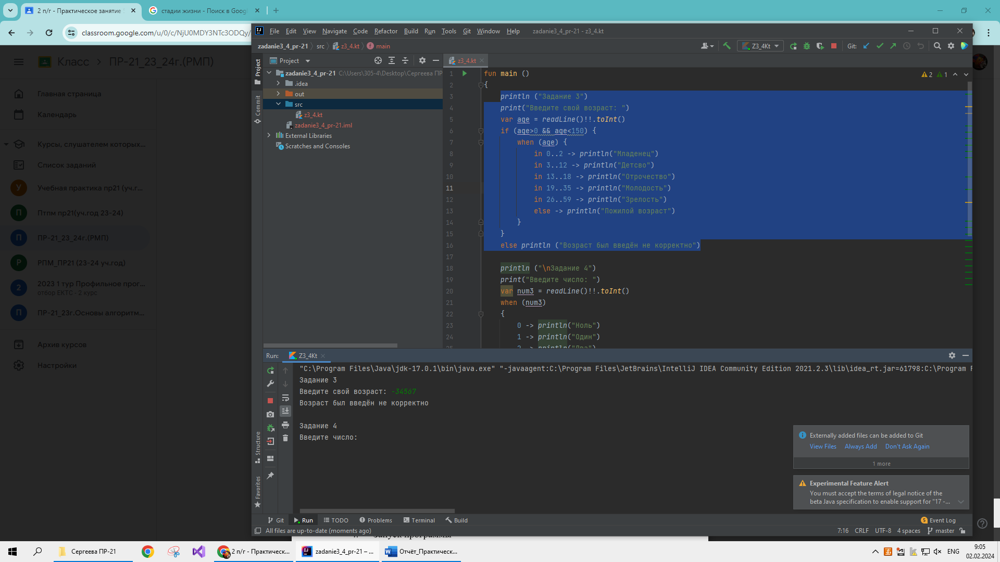 2 п/г - Практическое занятие
стадии жизни - Поиск в Goog
classroom.google.com/u/0/c/NjU0MDY3NTc3ODQy/
Класс > ПР-21_23_24г.(РМП)
Главная страница
Календарь
Курсы, слушателем которых...
Список заданий
У Учебная практика пр21 (уч.г...
П Птпм пр21(уч.год 23-24)
П ПР-21_23_24г.(РМП)
Р РПМ_ПР21 (23-24 уч.год)
2 2023 1 тур Профильное прог...
отбор ЕКТС - 2 курс
П ПР-21_23г.Основы алгоритм...
Архив курсов
Настройки
File Edit View Navigate Code Refactor Build Run Tools Git Window Help zadanie3_4_pr-21 - z3_4.kt
zadanie3_4_pr-21 src z3_4.kt main
Z3_4Kt
Git:
Project
Commit
Structure
Favorites
Project
zadanie3_4_pr-21 C:\Users\305-4\Desktop\Сергеева ПР
.idea
out
src
z3_4.kt
zadanie3_4_pr-21.iml
External Libraries
Scratches and Consoles
z3_4.kt
2 1
1 fun main ()
2 {
3 println ("Задание 3")
4 print("Введите свой возраст: ")
5 var age = readLine()!!.toInt()
6 if (age>0 && age<150) {
7 when (age) {
8 in 0..2 -> println("Младенец")
9 in 3..12 -> println("Детсво")
10 in 13..18 -> println("Отрочество")
11 in 19..35 -> println("Молодость")
12 in 26..59 -> println("Зрелость")
13 else -> println("Пожилой возраст")
14 }
15 }
16 else println ("Возраст был введён не корректно")
17
18 println ("\nЗадание 4")
19 print("Введите число: ")
20 var num3 = readLine()!!.toInt()
21 when (num3)
22 {
23 0 -> println("Ноль")
24 1 -> println("Один")
25 2 -> println("Два")
Run: Z3_4Kt
"C:\Program Files\Java\jdk-17.0.1\bin\java.exe" "-javaagent:C:\Program Files\JetBrains\IntelliJ IDEA Community Edition 2021.2.3\lib\idea_rt.jar=61798:C:\Program F
Задание 3
Введите свой возраст: -34567
Возраст был введён не корректно
Задание 4
Введите число:
Externally added files can be added to Git
View Files Always Add Don't Ask Again
1 more
Experimental Feature Alert
You must accept the terms of legal notice of the
beta Java specification to enable support for "17 -...
Git Run TODO Problems Terminal Build
5 Event Log
All files are up-to-date (moments ago)
7:16 CRLF UTF-8 4 spaces master
Запуск программы
Сергеева ПР-21
2 п/г - Практическ...
zadanie3_4_pr-21 – ...
Отчёт_Практическ...
ENG
9:05
02.02.2024